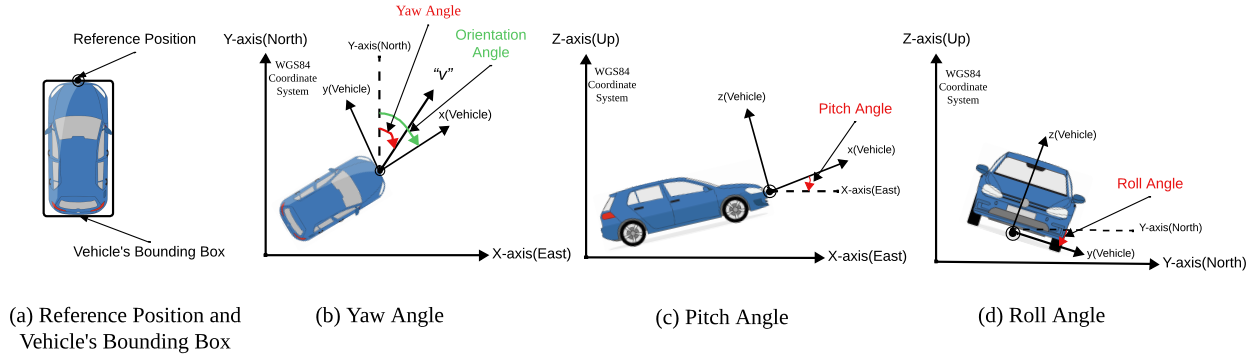 Reference Position
Vehicle's Bounding Box
(a) Reference Position and
Vehicle's Bounding Box
Yaw Angle
Orientation
Angle
Y-axis(North)
Y-axis(North)
WGS84
Coordinate
System
y(Vehicle)
“v”
x(Vehicle)
X-axis(East)
(b) Yaw Angle
Z-axis(Up)
WGS84
Coordinate
System
z(Vehicle)
Pitch Angle
x(Vehicle)
X-axis(East)
X-axis(East)
(c) Pitch Angle
Z-axis(Up)
WGS84
Coordinate
System
z(Vehicle)
Roll Angle
Y-axis(North)
y(Vehicle)
Y-axis(North)
(d) Roll Angle